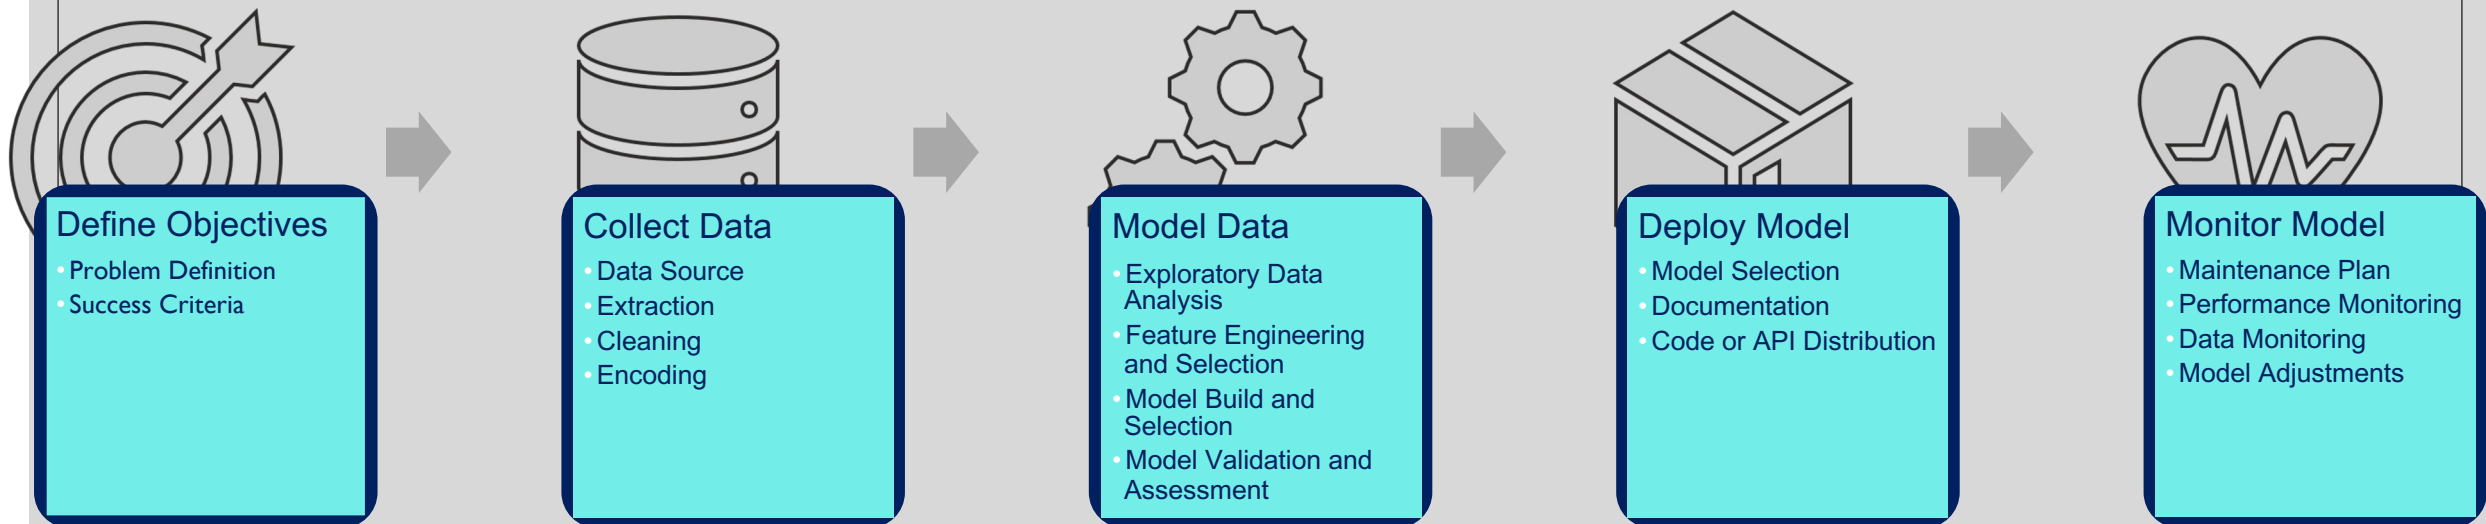 Define Objectives
• Problem Definition
• Success Criteria
Collect Data
• Data Source
• Extraction
• Cleaning
• Encoding
Model Data
• Exploratory Data
Analysis
• Feature Engineering
and Selection
• Model Build and
Selection
• Model Validation and
Assessment
Deploy Model
• Model Selection
• Documentation
• Code or API Distribution
Monitor Model
• Maintenance Plan
• Performance Monitoring
• Data Monitoring
• Model Adjustments